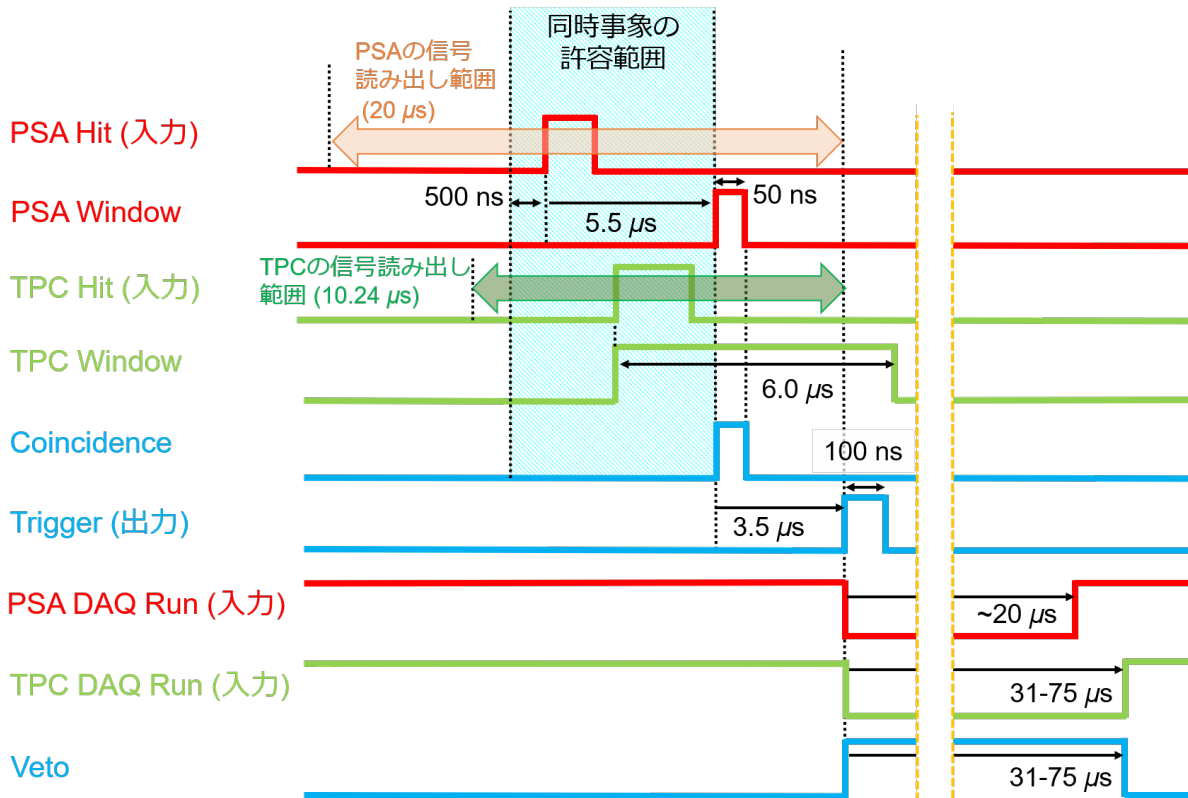 同時事象の
許容範囲
PSAの信号
読み出し範囲
(20 µs)
PSA Hit (入力)
500 ns
50 ns
PSA Window
5.5 µs
TPCの信号読み出し
範囲 (10.24 µs)
TPC Hit (入力)
TPC Window
6.0 µs
Coincidence
100 ns
Trigger (出力)
3.5 µs
PSA DAQ Run (入力)
~20 µs
TPC DAQ Run (入力)
31-75 µs
Veto
31-75 µs